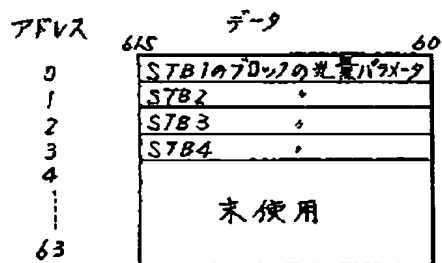 アドレス データ
615 60
0 STB1のブロックの光量パラメータ
1 STB2 〃
2 STB3 〃
3 STB4 〃
4
63
未使用